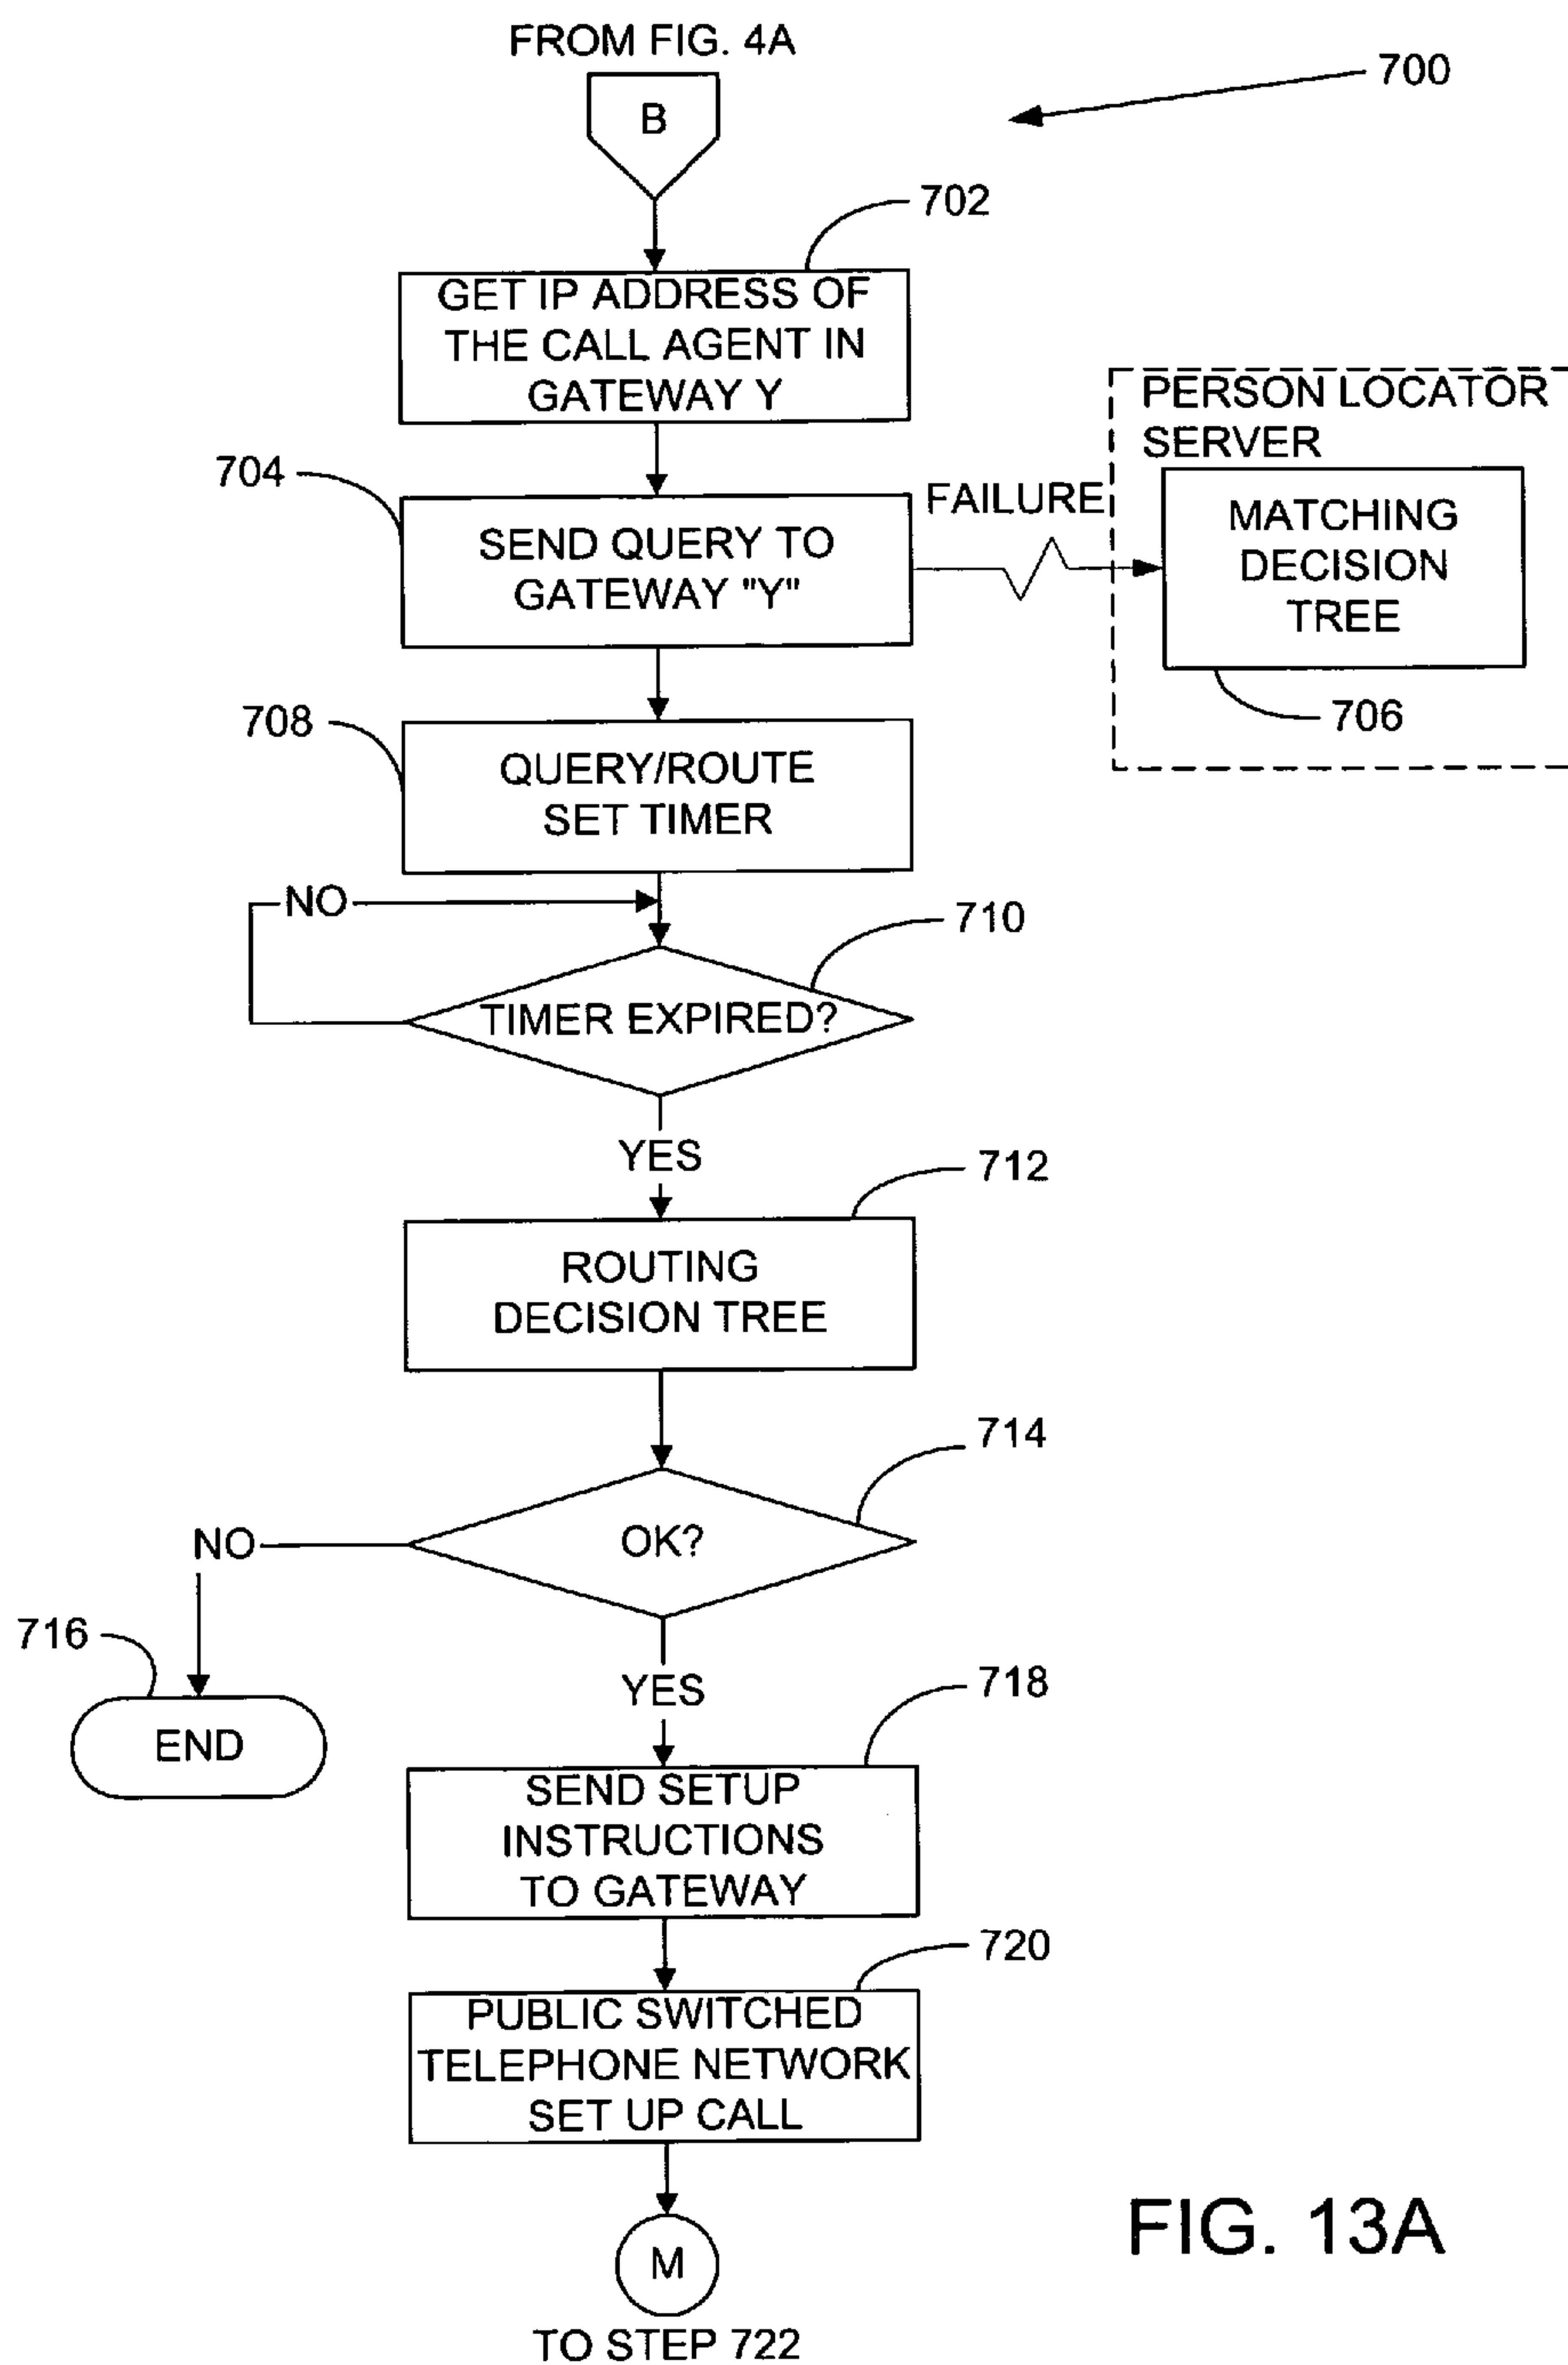 FROM FIG. 4A
700
B
702
GET IP ADDRESS OF
THE CALL AGENT IN
GATEWAY Y
PERSON LOCATOR
SERVER
704
FAILURE
SEND QUERY TO
GATEWAY "Y"
MATCHING
DECISION
TREE
706
708
QUERY/ROUTE
SET TIMER
NO
710
TIMER EXPIRED?
YES
712
ROUTING
DECISION TREE
714
OK?
NO
716
END
YES
718
SEND SETUP
INSTRUCTIONS
TO GATEWAY
720
PUBLIC SWITCHED
TELEPHONE NETWORK
SET UP CALL
M
TO STEP 722
FIG. 13A